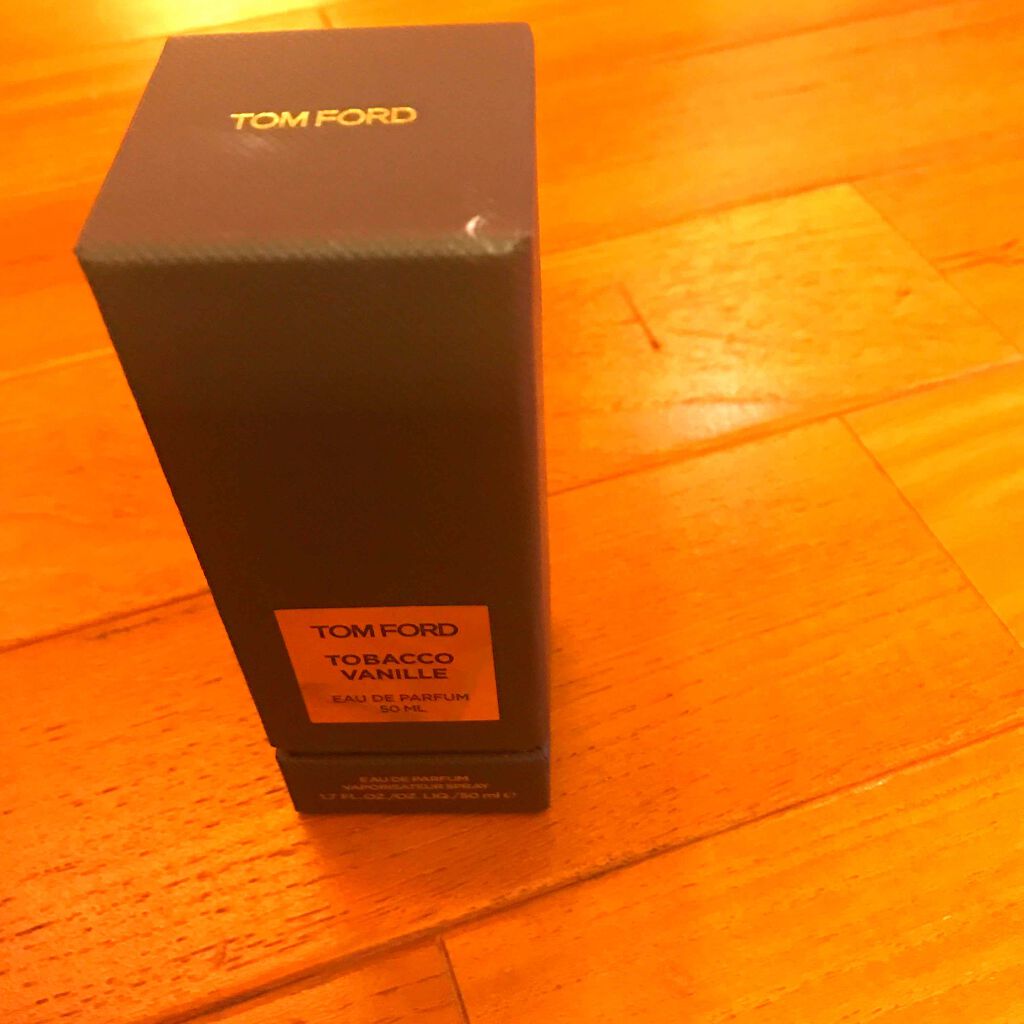 TOM FORD
TOM FORD
TOBACCO
VANILLE
EAU DE PARFUM
50 ML
EAU DE PARFUM
VAPORISATEUR SPRAY
1.7 FL.OZ./OZ. LIQ./50 ml e